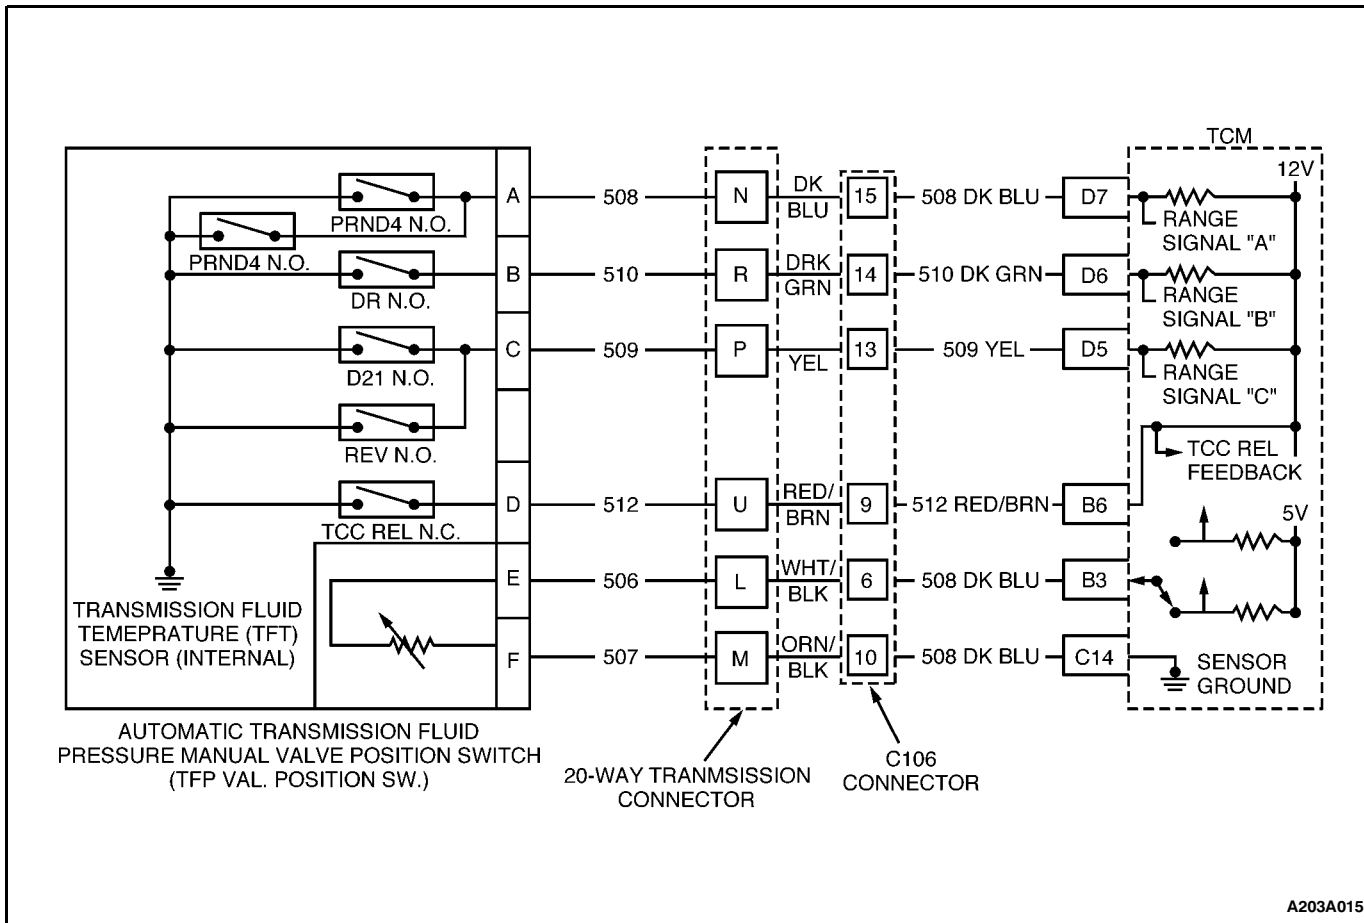 TCM
12V
A
508
N
DK
BLU
15
508 DK BLU
D7
PRND4 N.O.
RANGE
SIGNAL "A"
PRND4 N.O.
B
510
R
DRK
GRN
14
510 DK GRN
D6
DR N.O.
RANGE
SIGNAL "B"
C
509
P
YEL
13
509 YEL
D5
D21 N.O.
RANGE
SIGNAL "C"
REV N.O.
TCC REL
FEEDBACK
D
512
U
RED/
BRN
9
512 RED/BRN
B6
TCC REL N.C.
5V
E
506
L
WHT/
BLK
6
508 DK BLU
B3
TRANSMISSION FLUID
TEMEPRATURE (TFT)
SENSOR (INTERNAL)
F
507
M
ORN/
BLK
10
508 DK BLU
C14
SENSOR
GROUND
AUTOMATIC TRANSMISSION FLUID
PRESSURE MANUAL VALVE POSITION SWITCH
(TFP VAL. POSITION SW.)
20-WAY TRANMSISSION
CONNECTOR
C106
CONNECTOR
A203A015